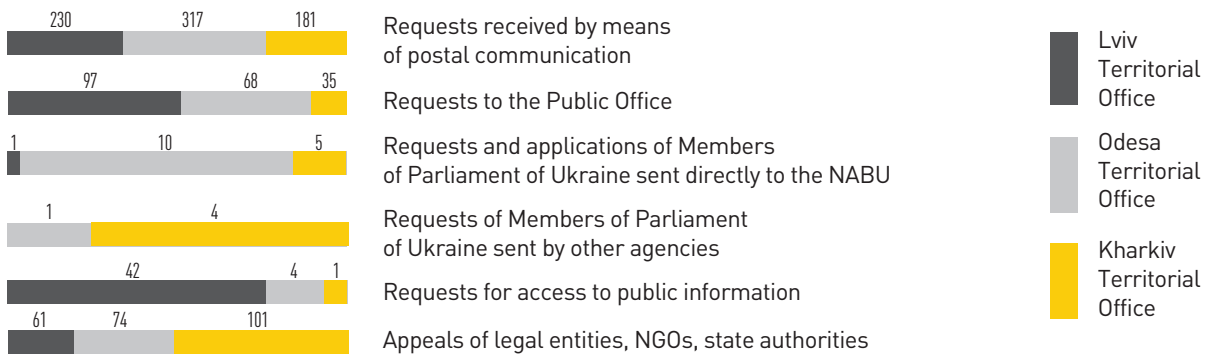 230 317 181
Requests received by means
of postal communication
97 68 35
Requests to the Public Office
1 10 5
Requests and applications of Members
of Parliament of Ukraine sent directly to the NABU
1 4
Requests of Members of Parliament
of Ukraine sent by other agencies
42 4 1
Requests for access to public information
61 74 101
Appeals of legal entities, NGOs, state authorities
Lviv
Territorial
Office
Odesa
Territorial
Office
Kharkiv
Territorial
Office